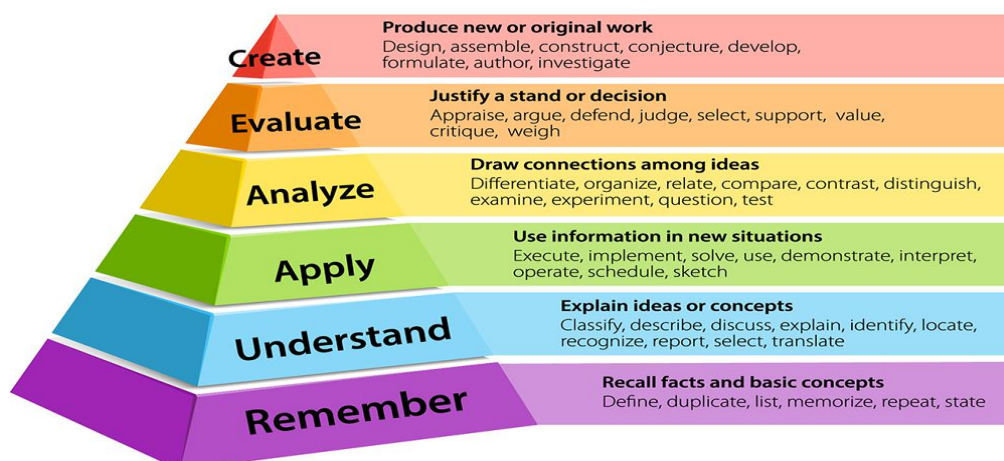 Create
Produce new or original work
Design, assemble, construct, conjecture, develop,
formulate, author, investigate
Evaluate
Justify a stand or decision
Appraise, argue, defend, judge, select, support, value,
critique, weigh
Analyze
Draw connections among ideas
Differentiate, organize, relate, compare, contrast, distinguish,
examine, experiment, question, test
Apply
Use information in new situations
Execute, implement, solve, use, demonstrate, interpret,
operate, schedule, sketch
Understand
Explain ideas or concepts
Classify, describe, discuss, explain, identify, locate,
recognize, report, select, translate
Remember
Recall facts and basic concepts
Define, duplicate, list, memorize, repeat, state